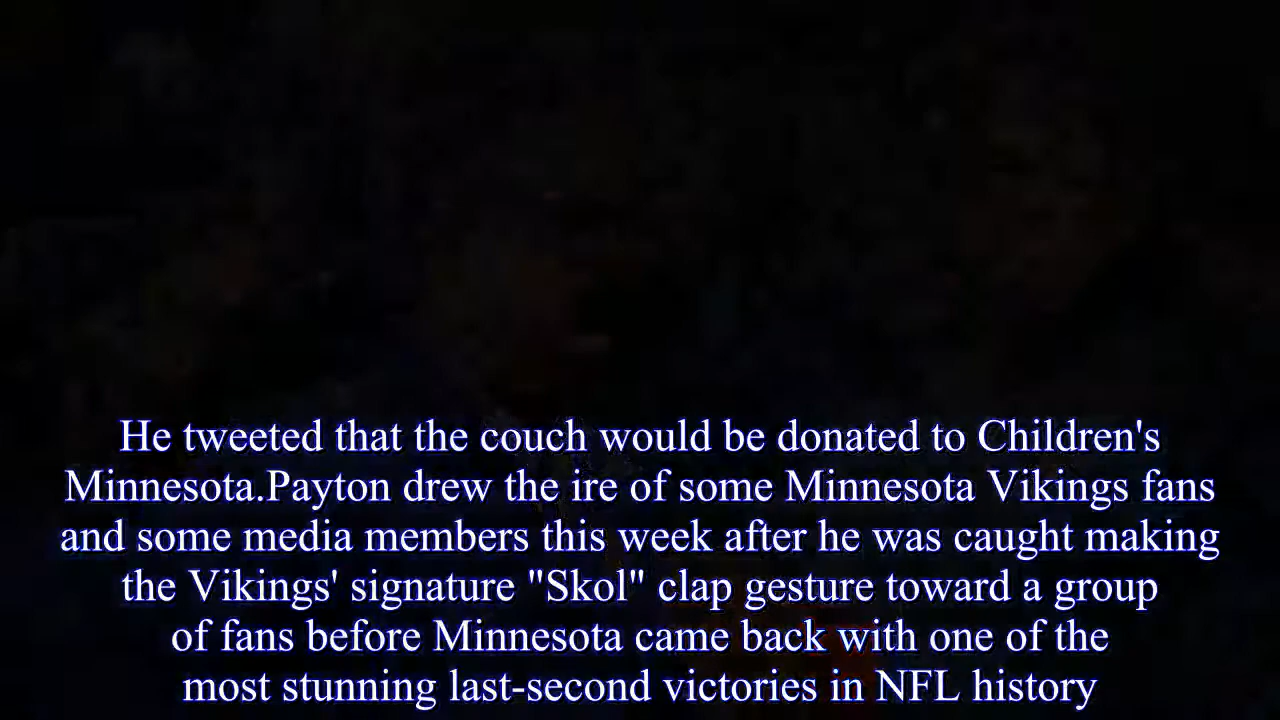 He tweeted that the couch would be donated to Children's
Minnesota.Payton drew the ire of some Minnesota Vikings fans
and some media members this week after he was caught making
the Vikings' signature "Skol" clap gesture toward a group
of fans before Minnesota came back with one of the
most stunning last-second victories in NFL history